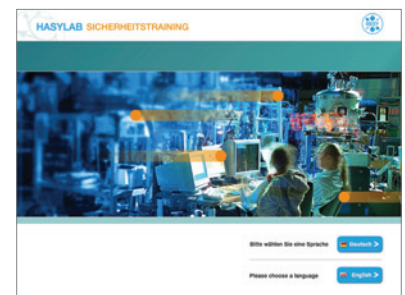 HASYLAB SICHERHEITSTRAINING
Bitte wählen Sie eine Sprache
Deutsch >
Please choose a language
English >